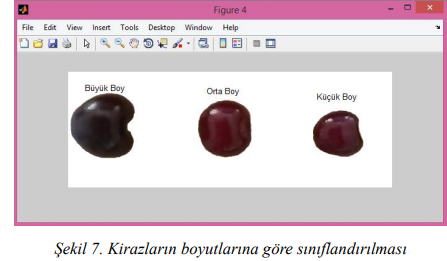 Figure 4
File Edit View Insert Tools Desktop Window Help
Büyük Boy
Orta Boy
Küçük Boy
Şekil 7. Kirazların boyutlarına göre sınıflandırılması